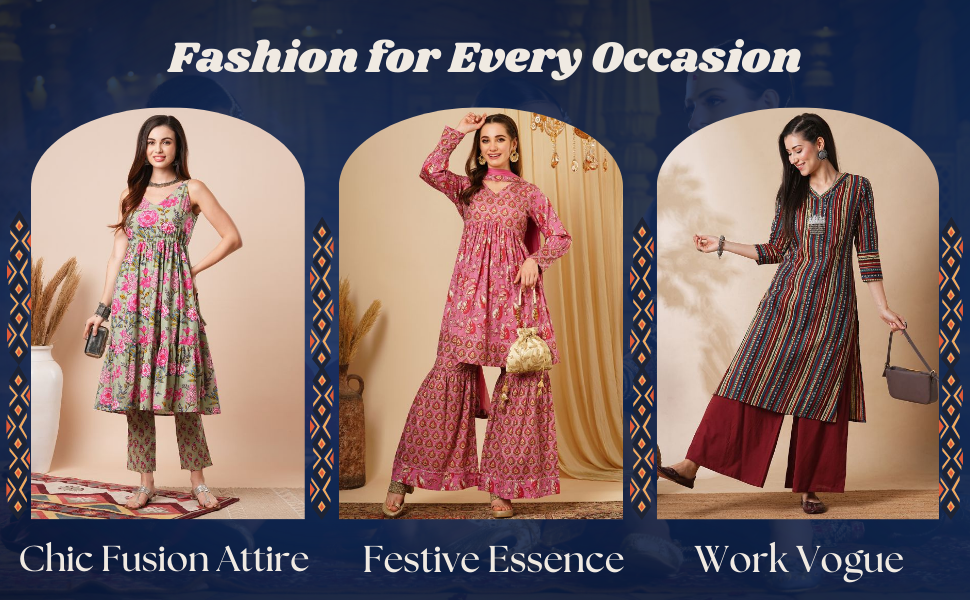 Fashion for Every Occasion
Chic Fusion Attire
Festive Essence
Work Vogue